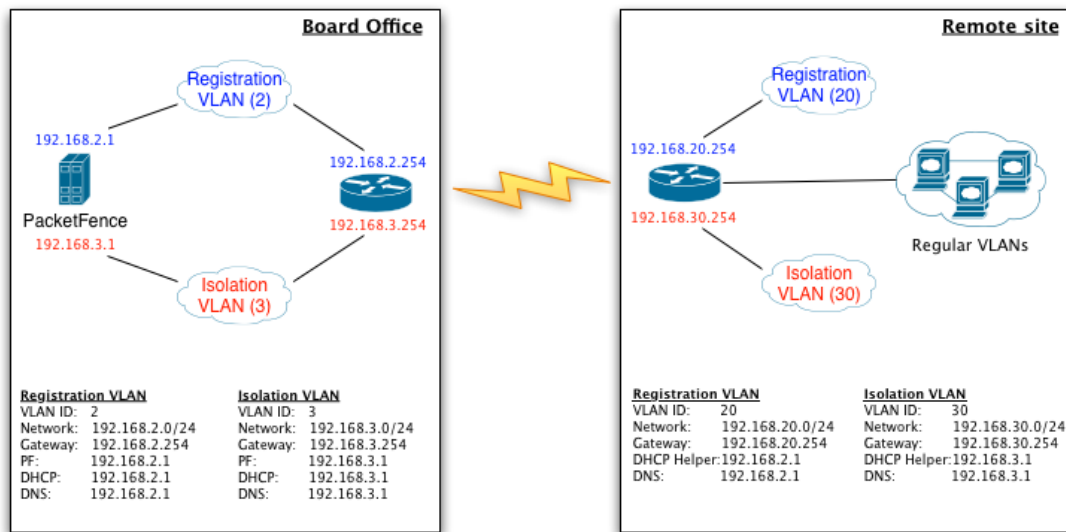 Board Office
Registration
VLAN (2)
192.168.2.1
192.168.2.254
PacketFence
192.168.3.1
192.168.3.254
Isolation
VLAN (3)
Registration VLAN
VLAN ID: 2
Network: 192.168.2.0/24
Gateway: 192.168.2.254
PF: 192.168.2.1
DHCP: 192.168.2.1
DNS: 192.168.2.1
Isolation VLAN
VLAN ID: 3
Network: 192.168.3.0/24
Gateway: 192.168.3.254
PF: 192.168.3.1
DHCP: 192.168.3.1
DNS: 192.168.3.1
Remote site
Registration
VLAN (20)
192.168.20.254
192.168.30.254
Regular VLANs
Isolation
VLAN (30)
Registration VLAN
VLAN ID: 20
Network: 192.168.20.0/24
Gateway: 192.168.20.254
DHCP Helper:192.168.2.1
DNS: 192.168.2.1
Isolation VLAN
VLAN ID: 30
Network: 192.168.30.0/24
Gateway: 192.168.30.254
DHCP Helper:192.168.3.1
DNS: 192.168.3.1